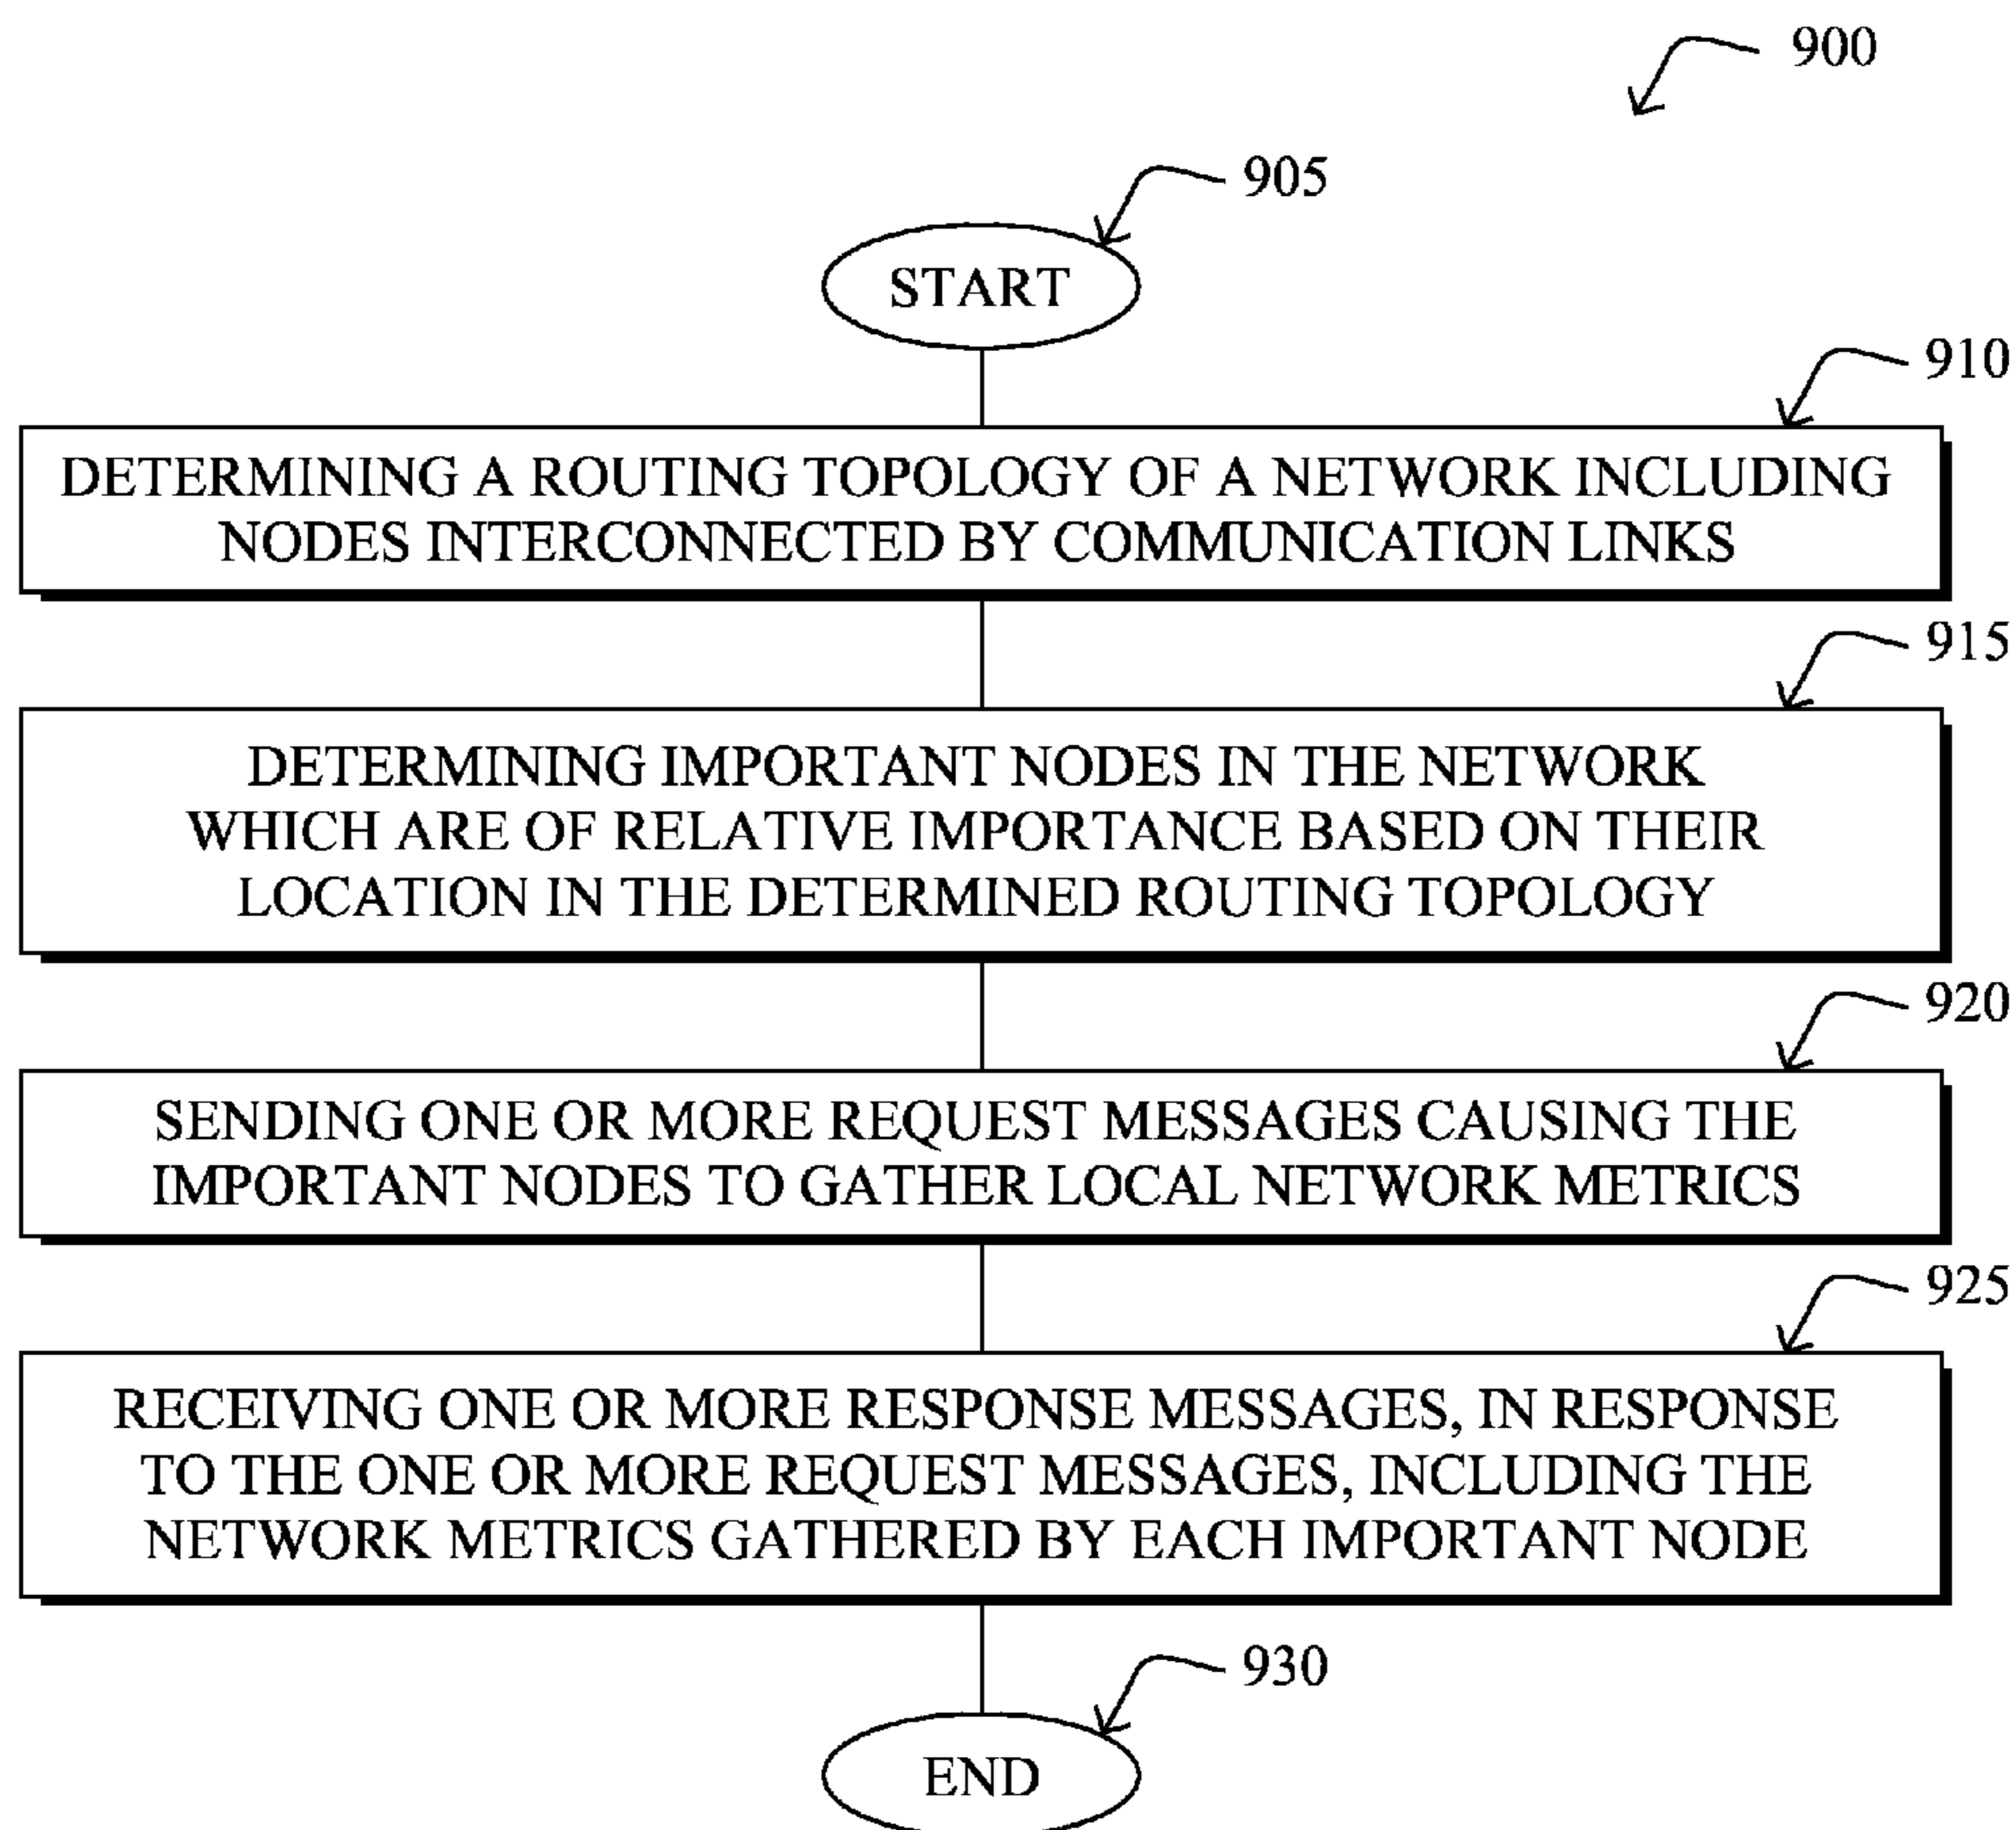 900
905
START
910
DETERMINING A ROUTING TOPOLOGY OF A NETWORK INCLUDING
NODES INTERCONNECTED BY COMMUNICATION LINKS
915
DETERMINING IMPORTANT NODES IN THE NETWORK
WHICH ARE OF RELATIVE IMPORTANCE BASED ON THEIR
LOCATION IN THE DETERMINED ROUTING TOPOLOGY
920
SENDING ONE OR MORE REQUEST MESSAGES CAUSING THE
IMPORTANT NODES TO GATHER LOCAL NETWORK METRICS
925
RECEIVING ONE OR MORE RESPONSE MESSAGES, IN RESPONSE
TO THE ONE OR MORE REQUEST MESSAGES, INCLUDING THE
NETWORK METRICS GATHERED BY EACH IMPORTANT NODE
930
END